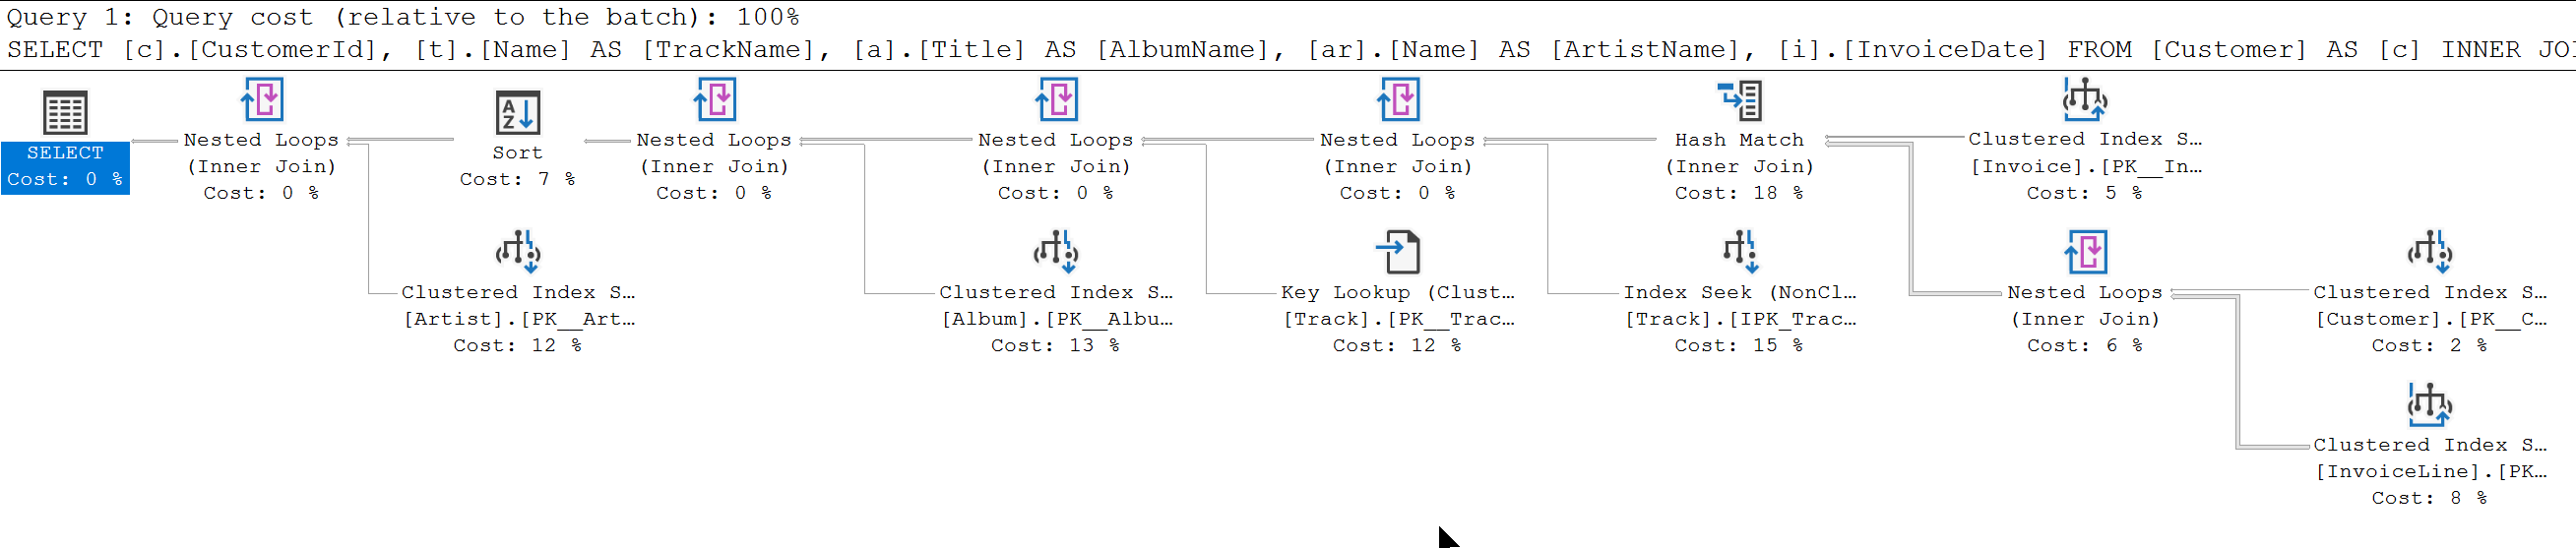 Query 1: Query cost (relative to the batch): 100%
SELECT [c].[CustomerId], [t].[Name] AS [TrackName], [a].[Title] AS [AlbumName], [ar].[Name] AS [ArtistName], [i].[InvoiceDate] FROM [Customer] AS [c] INNER JOI
SELECT
Cost: 0 %
Nested Loops
(Inner Join)
Cost: 0 %
A
Z
Sort
Cost: 7 %
Nested Loops
(Inner Join)
Cost: 0 %
Nested Loops
(Inner Join)
Cost: 0 %
Nested Loops
(Inner Join)
Cost: 0 %
Hash Match
(Inner Join)
Cost: 18 %
Clustered Index S...
[Invoice].[PK__In...
Cost: 5 %
Clustered Index S...
[Artist].[PK__Art...
Cost: 12 %
Clustered Index S...
[Album].[PK__Albu...
Cost: 13 %
Key Lookup (Clust...
[Track].[PK__Trac...
Cost: 12 %
Index Seek (NonCl...
[Track].[IPK_Trac...
Cost: 15 %
Nested Loops
(Inner Join)
Cost: 6 %
Clustered Index S...
[Customer].[PK__C...
Cost: 2 %
Clustered Index S...
[InvoiceLine].[PK...
Cost: 8 %